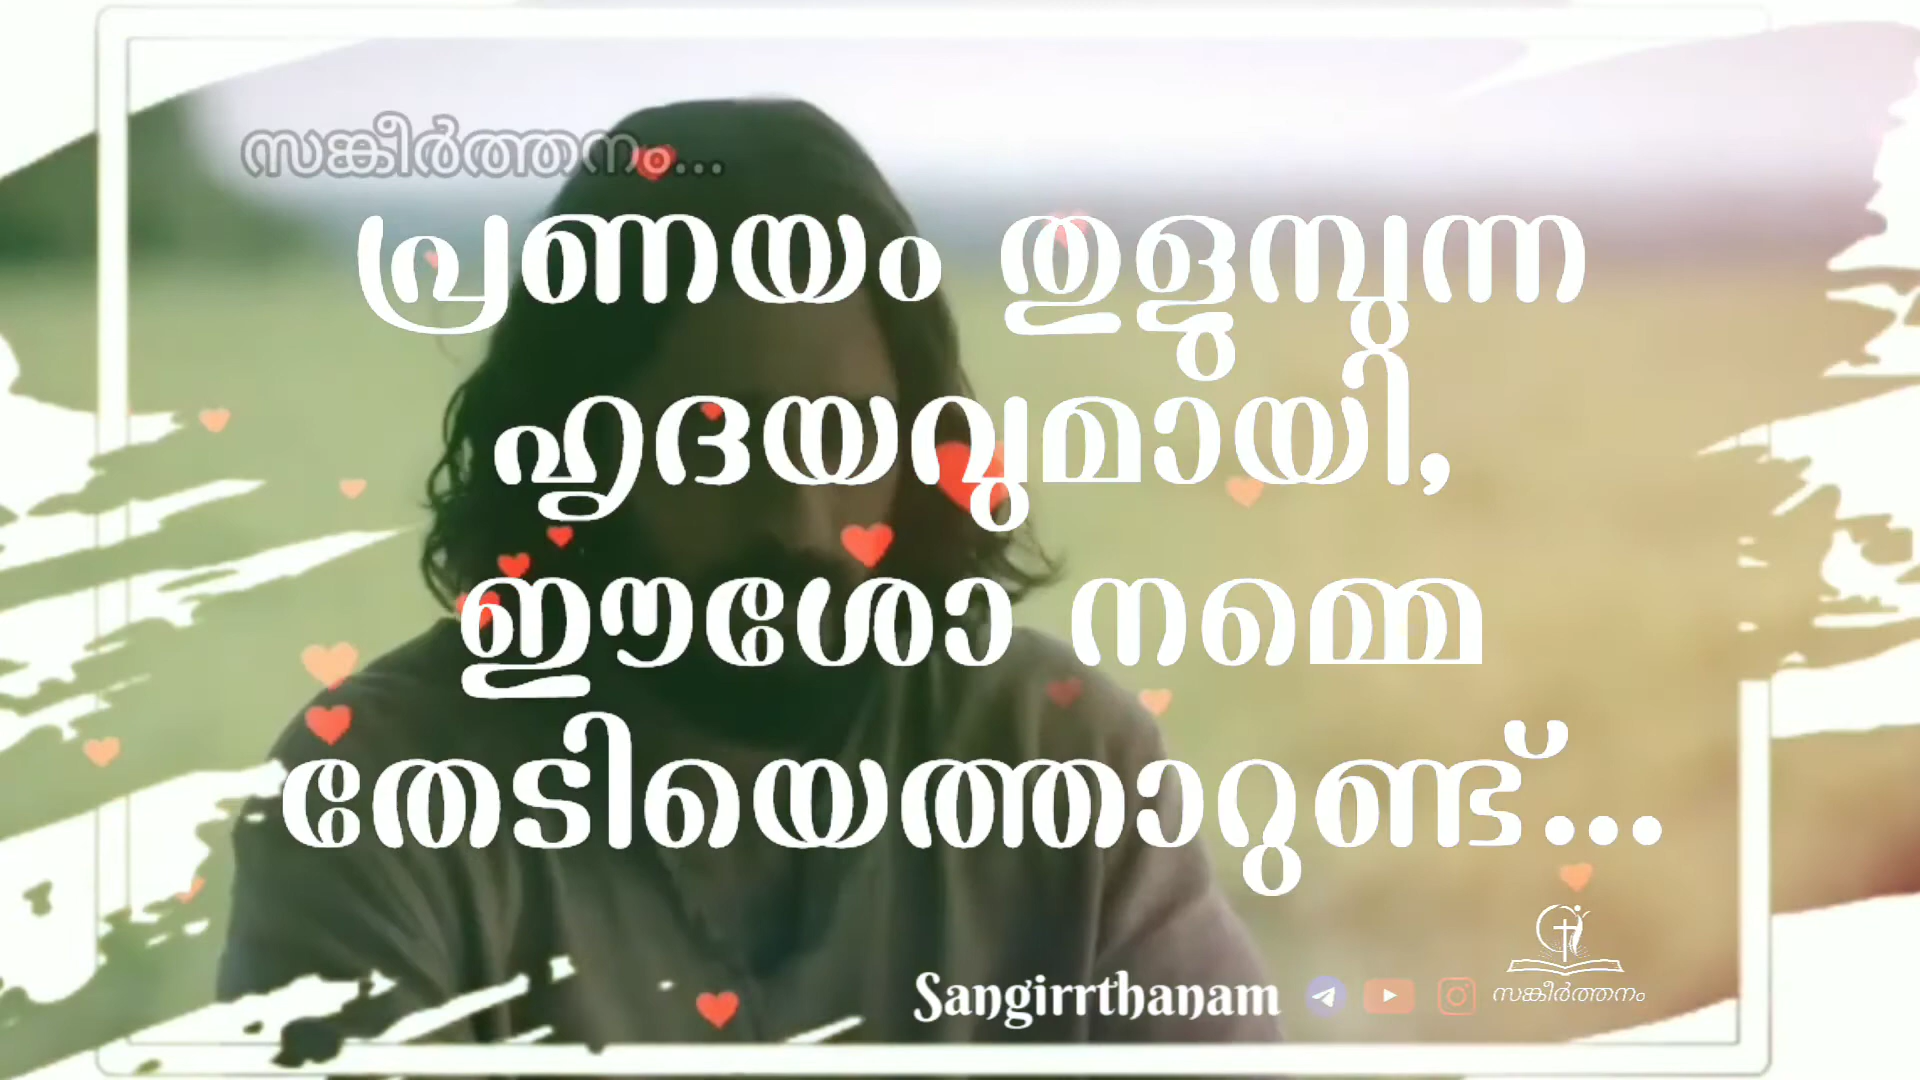 സങ്കീർത്തനം...
പ്രണയം തുളുമ്പുന്ന
ഹൃദയവുമായി,
ഈശോ നമ്മെ
തേടിയെത്താറുണ്ട്...
Sangirrthanam
സങ്കീർത്തനം